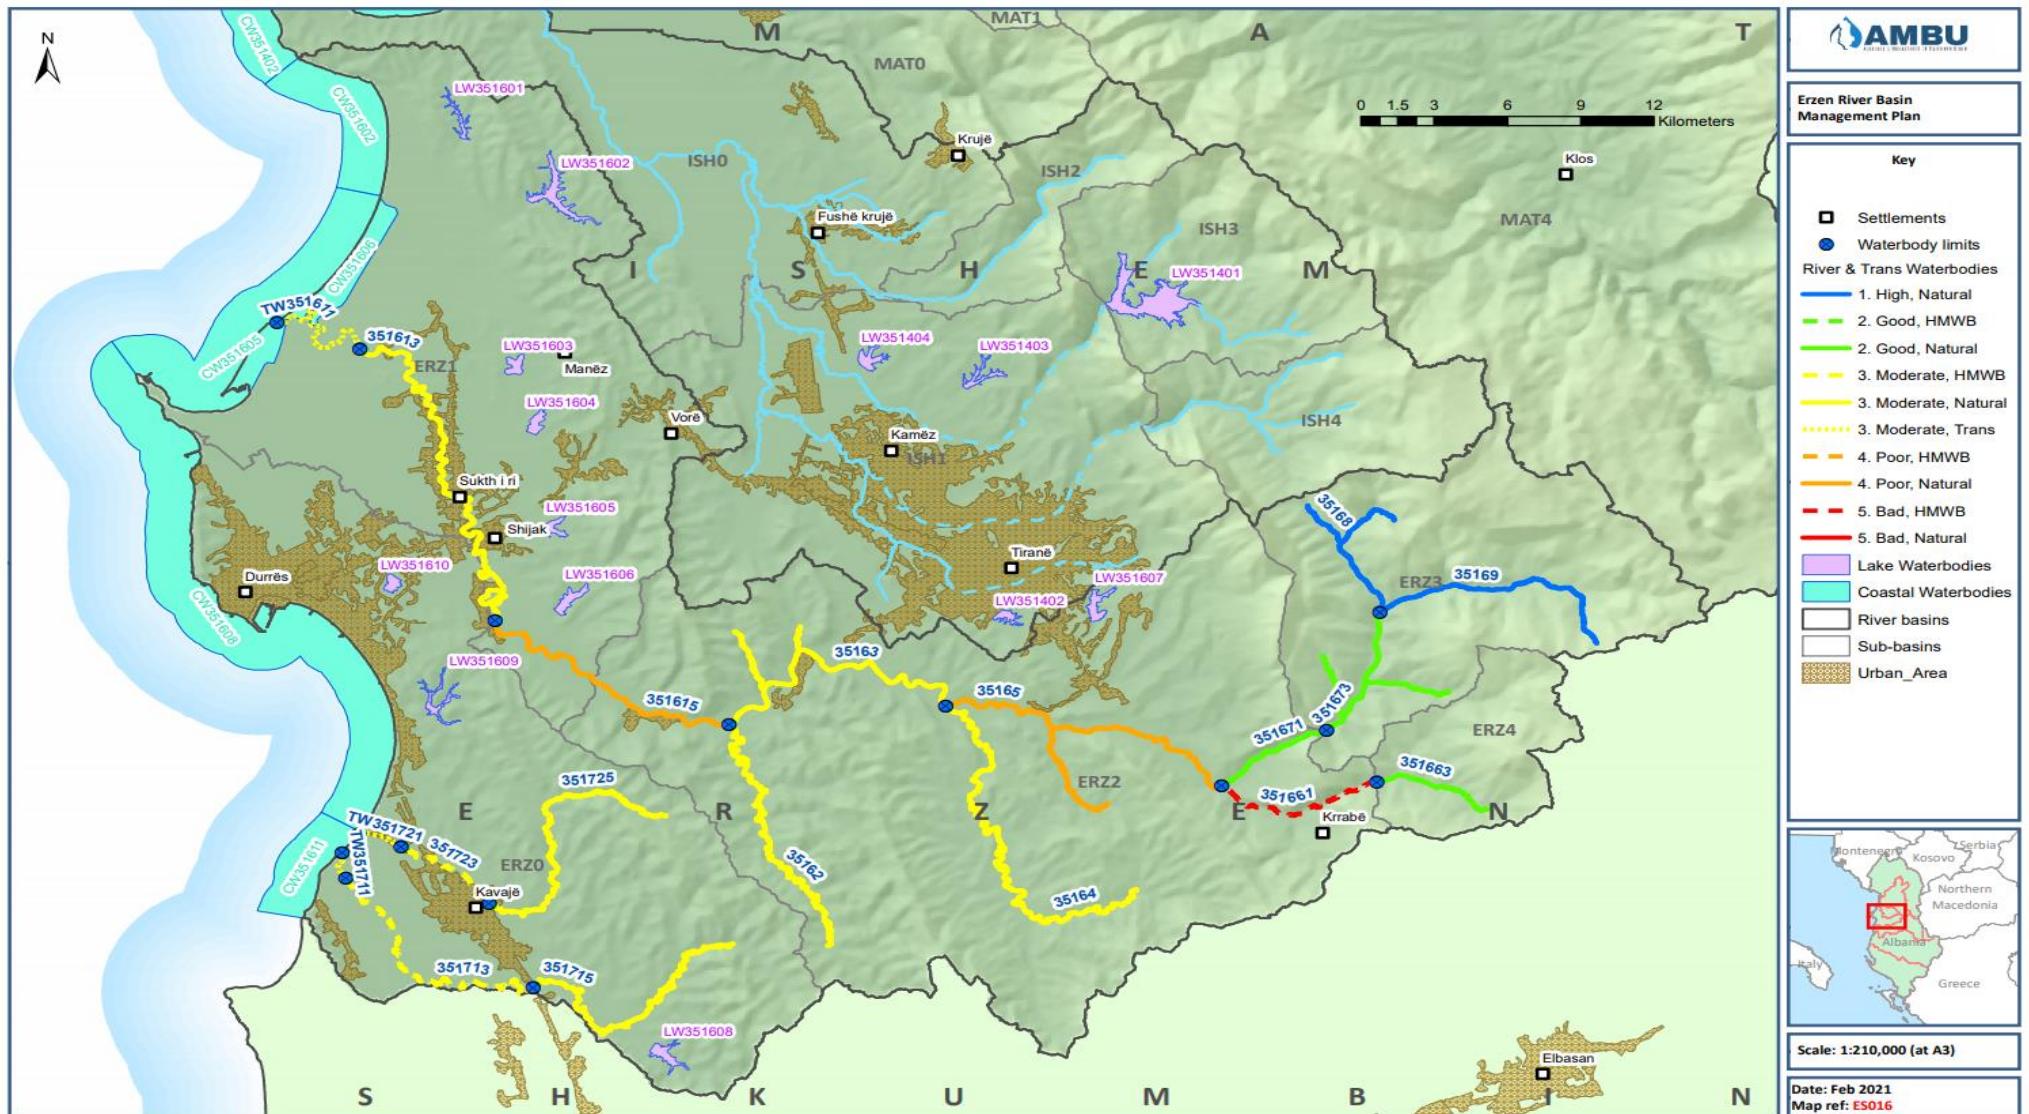 N
M
MAT1
A
T
CW351402
MAT0
LW351601
CW351602
0 1.5 3 6 9 12
Kilometers
Krujë
Klos
LW351602
ISH0
ISH2
MAT4
Fushë krujë
ISH3
CW351606
I
S
H
E
M
LW351401
TW351611
351613
CW351605
ERZ1
LW351603
Manëz
LW351404
LW351403
LW351604
Vorë
ISH4
Kamëz
ISH1
Sukth i ri
LW351605
Shijak
35168
Tiranë
Durrës
LW351610
LW351606
LW351607
ERZ3
35169
LW351402
CW351608
LW351609
35163
351615
35165
351671
351673
ERZ4
351663
351725
ERZ2
351661
E
R
Z
E
N
Krrabë
TW351721
351723
TW351711
CW351611
ERZ0
35162
Kavajë
35164
351713
351715
LW351608
Elbasan
S
H
K
U
M
B
I
N
AMBU
Erzen River Basin
Management Plan
Key
Settlements
Waterbody limits
River & Trans Waterbodies
1. High, Natural
2. Good, HMWB
2. Good, Natural
3. Moderate, HMWB
3. Moderate, Natural
3. Moderate, Trans
4. Poor, HMWB
4. Poor, Natural
5. Bad, HMWB
5. Bad, Natural
Lake Waterbodies
Coastal Waterbodies
River basins
Sub-basins
Urban_Area
Montenegro
Serbia
Kosovo
Northern
Macedonia
Albania
Italy
Greece
Scale: 1:210,000 (at A3)
Date: Feb 2021
Map ref: ES016